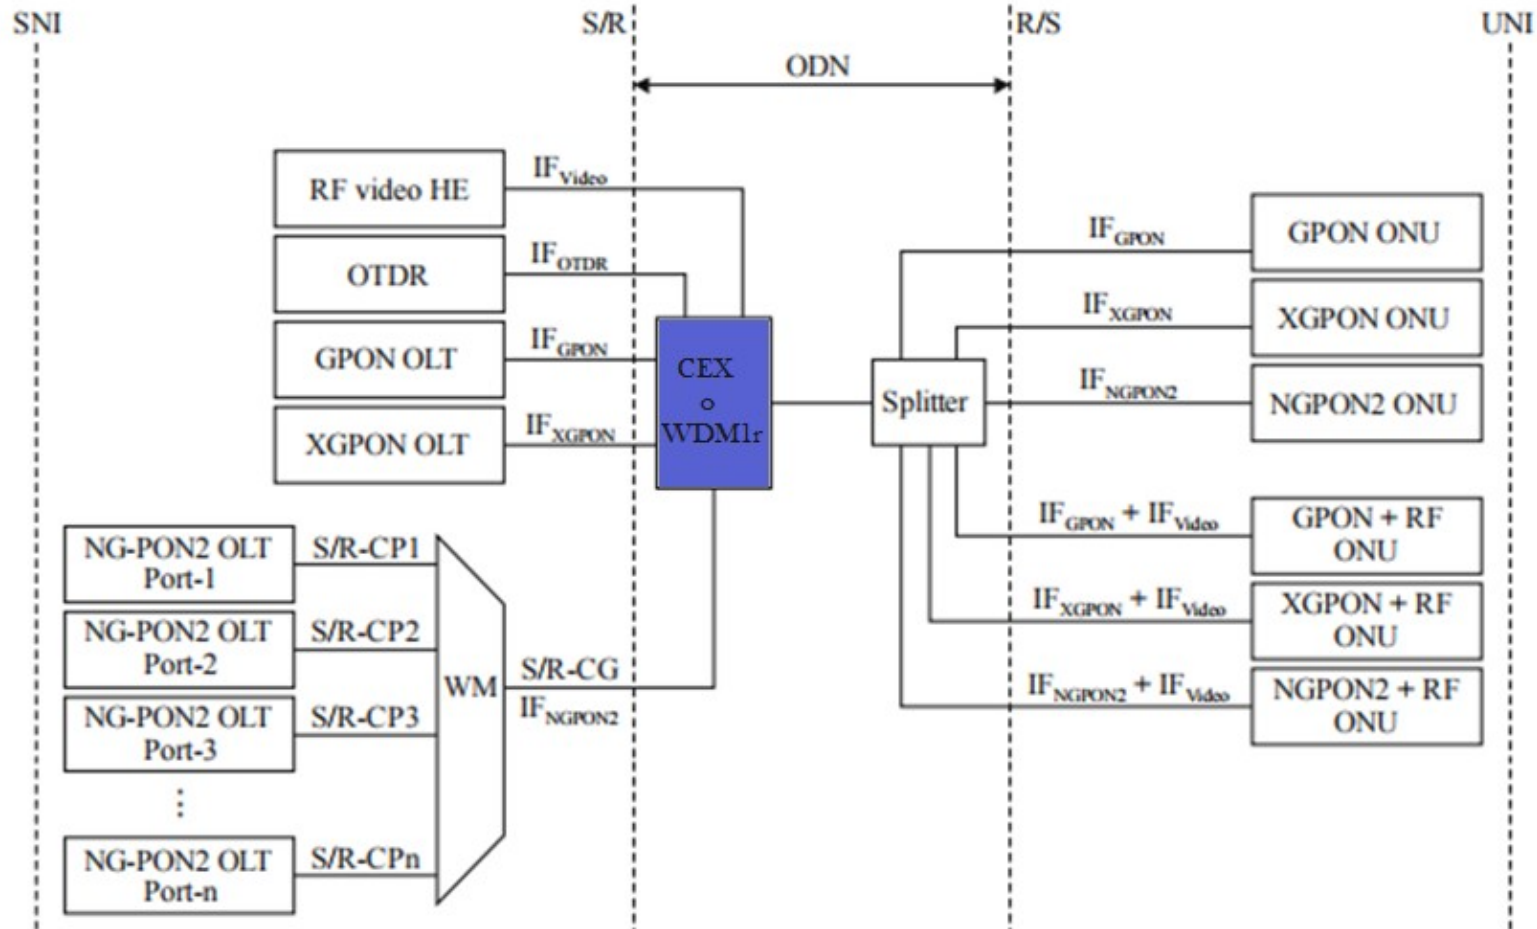 SNI
S/R
R/S
UNI
ODN
RF video HE
IFVideo
OTDR
IFOTDR
GPON OLT
IFGPON
XGPON OLT
IFXGPON
CEX
o
WDM1r
NG-PON2 OLT
Port-1
S/R-CP1
NG-PON2 OLT
Port-2
S/R-CP2
NG-PON2 OLT
Port-3
S/R-CP3
⋮
NG-PON2 OLT
Port-n
S/R-CPn
WM
S/R-CG
IFNGPON2
Splitter
IFGPON
GPON ONU
IFXGPON
XGPON ONU
IFNGPON2
NGPON2 ONU
IFGPON + IFVideo
GPON + RF
ONU
IFXGPON + IFVideo
XGPON + RF
ONU
IFNGPON2 + IFVideo
NGPON2 + RF
ONU